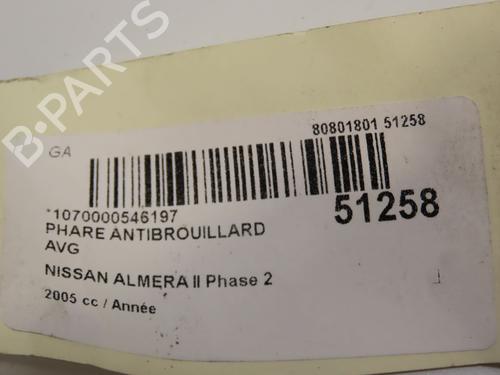 B-PARTS
GA
80801801 51258
*1070000546197
51258
PHARE ANTIBROUILLARD
AVG
NISSAN ALMERA II Phase 2
2005 cc / Année